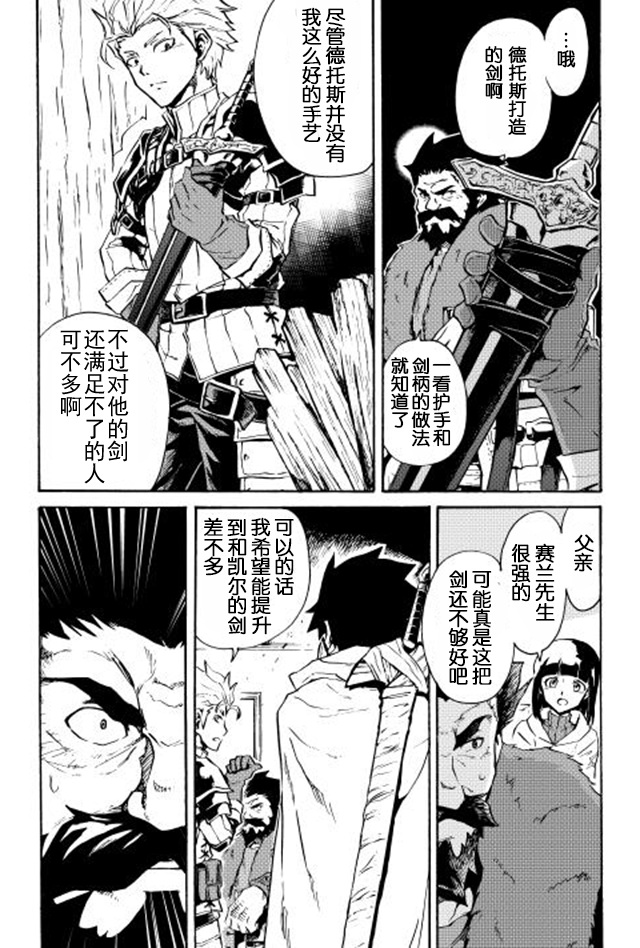 …哦
德托斯打造
的剑啊
一看护手和
剑柄的做法
就知道了
尽管德托斯并没有
我这么好的手艺
不过对他的剑
还满足不了的人
可不多啊
父亲
赛兰先生
很强的
可能真是这把
剑还不够好吧
可以的话
我希望能提升
到和凯尔的剑
差不多